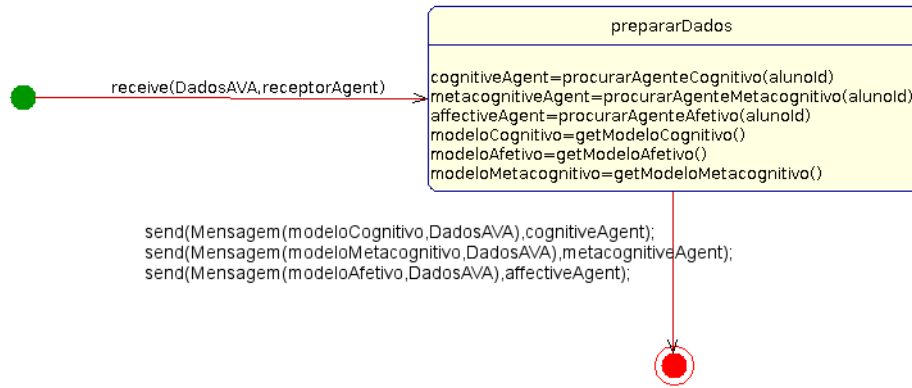 prepararDados
receive(DadosAVA,receptorAgent)
cognitiveAgent=procurarAgenteCognitivo(alunoId)
metacognitiveAgent=procurarAgenteMetacognitivo(alunoId)
affectiveAgent=procurarAgenteAfetivo(alunoId)
modeloCognitivo=getModeloCognitivo()
modeloAfetivo=getModeloAfetivo()
modeloMetacognitivo=getModeloMetacognitivo()
send(Mensagem(modeloCognitivo,DadosAVA),cognitiveAgent);
send(Mensagem(modeloMetacognitivo,DadosAVA),metacognitiveAgent);
send(Mensagem(modeloAfetivo,DadosAVA),affectiveAgent);